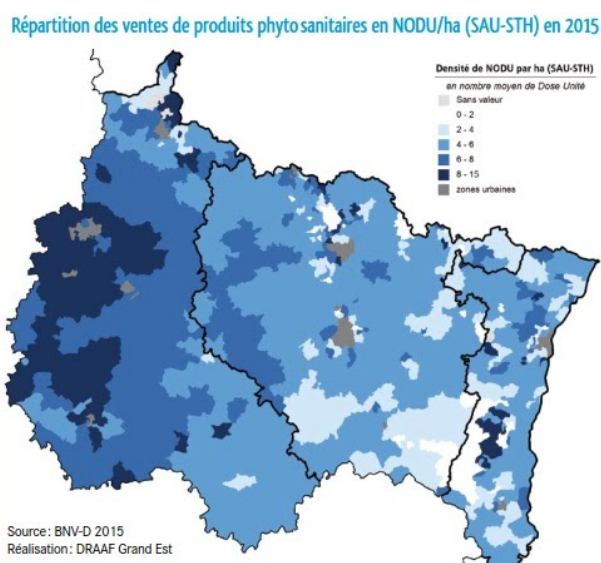 Répartition des ventes de produits phytosanitaires en NODU/ha (SAU-STH) en 2015
Densité de NODU par ha (SAU-STH)
en nombre moyen de Dose Unité
Sans valeur
0 - 2
2 - 4
4 - 6
6 - 8
8 - 15
zones urbaines
Source : BNV-D 2015
Réalisation : DRAAF Grand Est